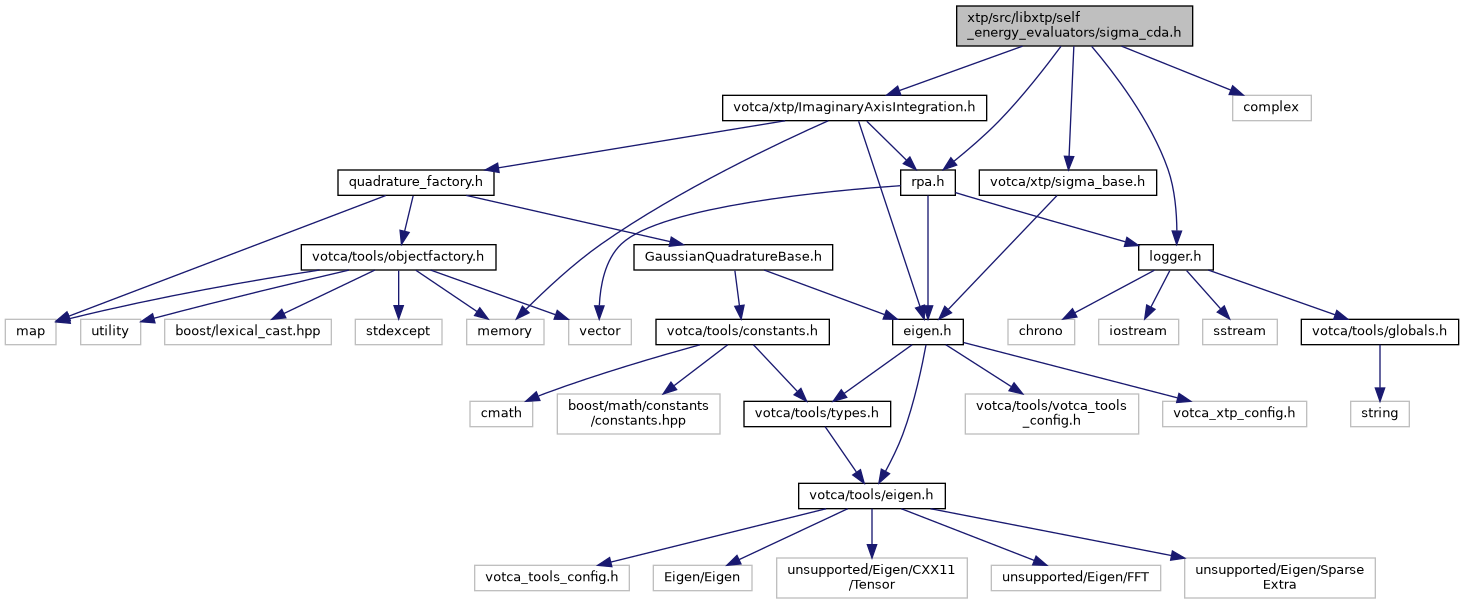 xtp/src/libxtp/self
_energy_evaluators/sigma_cda.h
votca/xtp/ImaginaryAxisIntegration.h
complex
quadrature_factory.h
rpa.h
votca/xtp/sigma_base.h
votca/tools/objectfactory.h
GaussianQuadratureBase.h
logger.h
map
utility
boost/lexical_cast.hpp
stdexcept
memory
vector
votca/tools/constants.h
eigen.h
chrono
iostream
sstream
votca/tools/globals.h
cmath
boost/math/constants
/constants.hpp
votca/tools/types.h
votca/tools/votca_tools
_config.h
votca_xtp_config.h
string
votca/tools/eigen.h
votca_tools_config.h
Eigen/Eigen
unsupported/Eigen/CXX11
/Tensor
unsupported/Eigen/FFT
unsupported/Eigen/Sparse
Extra